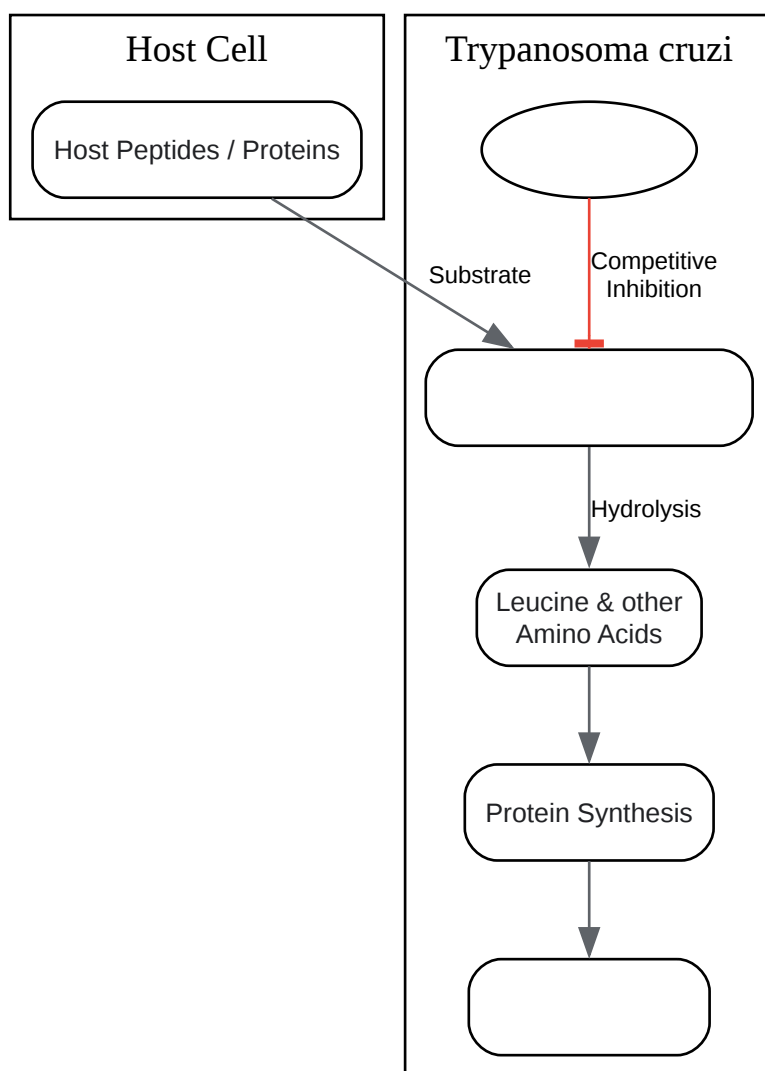 Host Cell
Trypanosoma cruzi
Host Peptides / Proteins
Substrate
Competitive
Inhibition
Hydrolysis
Leucine & other
Amino Acids
Protein Synthesis